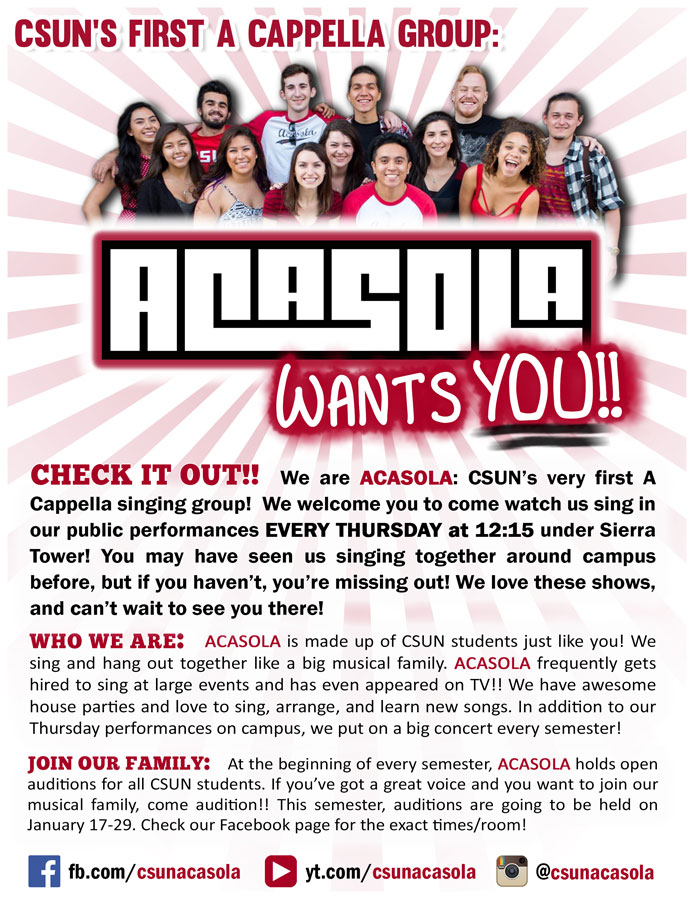 CSUN'S FIRST A CAPPELLA GROUP:
ACASOLA
WANTS YOU!!
CHECK IT OUT!! We are ACASOLA: CSUN's very first A
Cappella singing group! We welcome you to come watch us sing in
our public performances EVERY THURSDAY at 12:15 under Sierra
Tower! You may have seen us singing together around campus
before, but if you haven't, you're missing out! We love these shows,
and can't wait to see you there!
WHO WE ARE: ACASOLA is made up of CSUN students just like you! We
sing and hang out together like a big musical family. ACASOLA frequently gets
hired to sing at large events and has even appeared on TV!! We have awesome
house parties and love to sing, arrange, and learn new songs. In addition to our
Thursday performances on campus, we put on a big concert every semester!
JOIN OUR FAMILY: At the beginning of every semester, ACASOLA holds open
auditions for all CSUN students. If you've got a great voice and you want to join our
musical family, come audition!! This semester, auditions are going to be held on
January 17-29. Check our Facebook page for the exact times/room!
fb.com/csunacasola yt.com/csunacasola @csunacasola